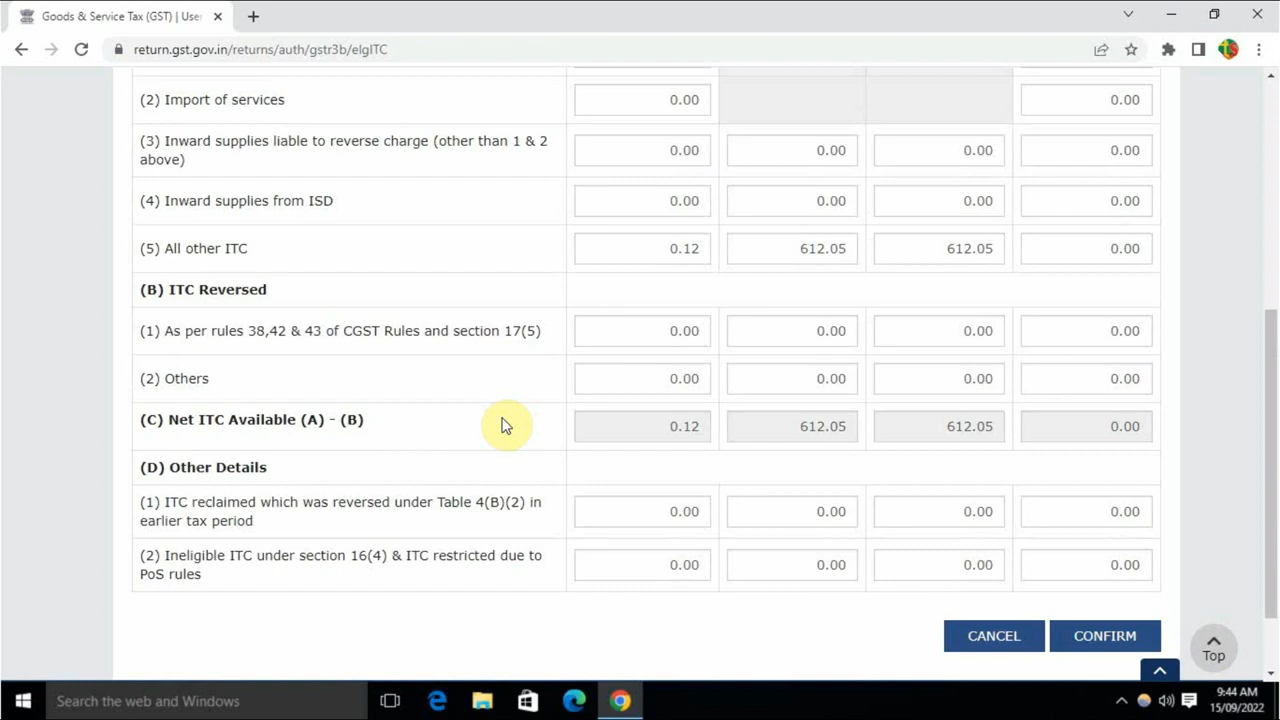 Goods & Service Tax (GST) | User
return.gst.gov.in/returns/auth/gstr3b/elgITC
(2) Import of services 0.00 0.00
(3) Inward supplies liable to reverse charge (other than 1 & 2
above) 0.00 0.00 0.00 0.00
(4) Inward supplies from ISD 0.00 0.00 0.00 0.00
(5) All other ITC 0.12 612.05 612.05 0.00
(B) ITC Reversed
(1) As per rules 38,42 & 43 of CGST Rules and section 17(5) 0.00 0.00 0.00 0.00
(2) Others 0.00 0.00 0.00 0.00
(C) Net ITC Available (A) - (B) 0.12 612.05 612.05 0.00
(D) Other Details
(1) ITC reclaimed which was reversed under Table 4(B)(2) in
earlier tax period 0.00 0.00 0.00 0.00
(2) Ineligible ITC under section 16(4) & ITC restricted due to
PoS rules 0.00 0.00 0.00 0.00
CANCEL CONFIRM
Top
Search the web and Windows
9:44 AM
15/09/2022